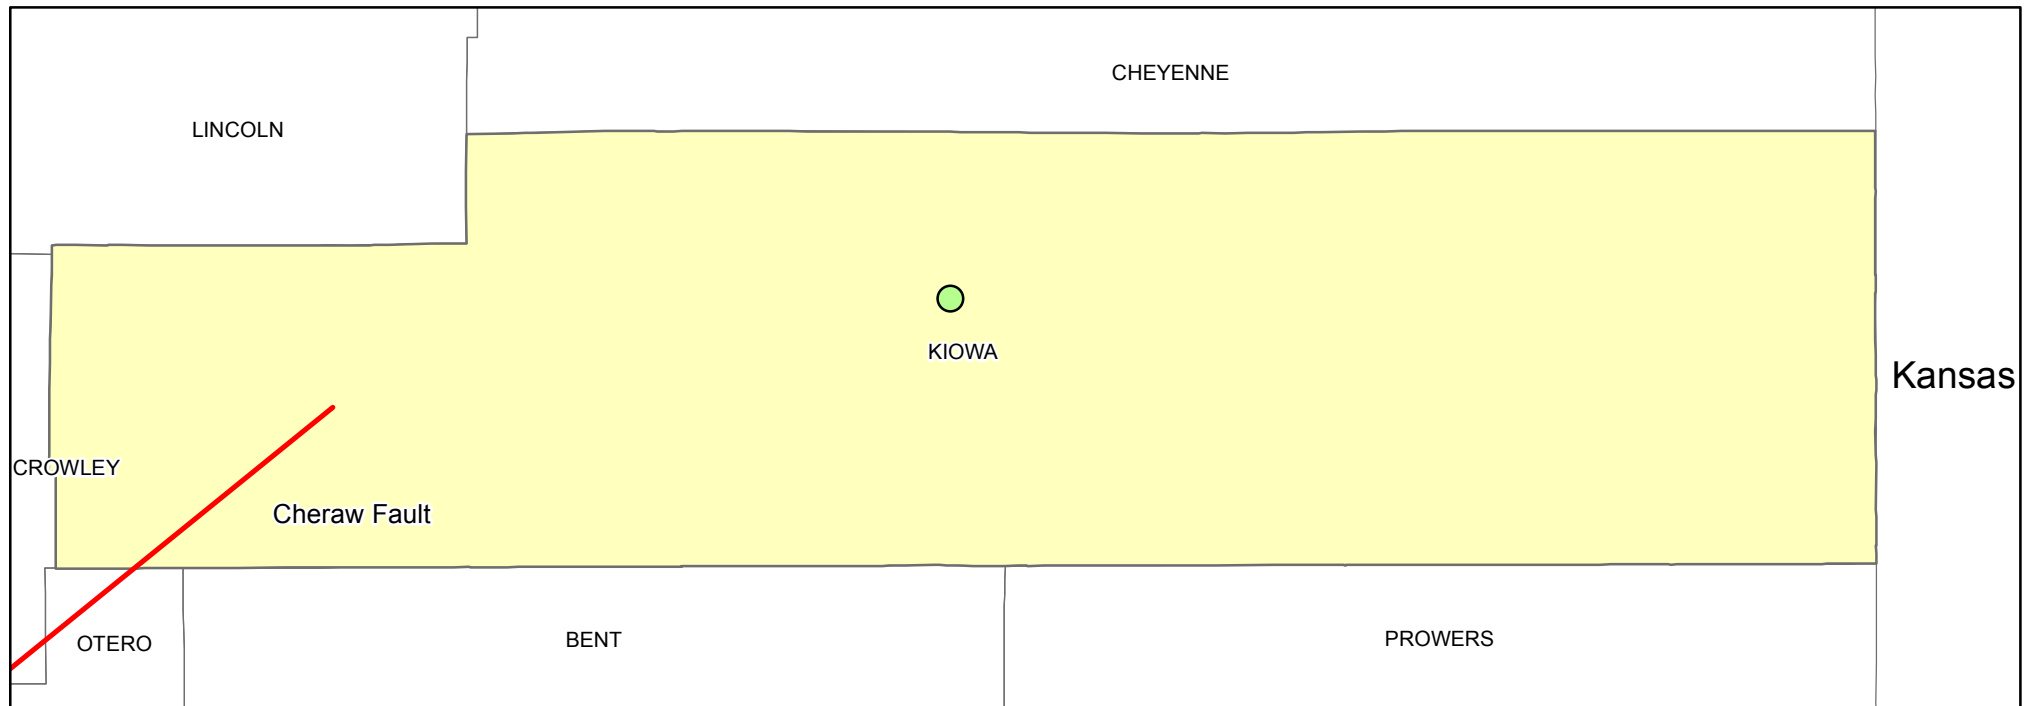 CHEYENNE
LINCOLN
KIOWA
Kansas
CROWLEY
Cheraw Fault
OTERO
BENT
PROWERS